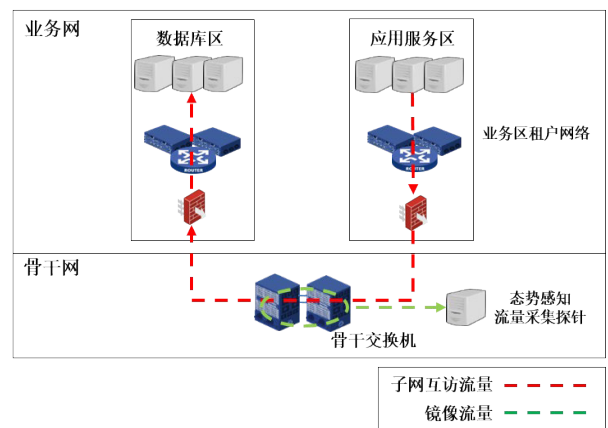 业务网
数据库区
应用服务区
ROUTER
ROUTER
业务区租户网络
骨干网
态势感知
流量采集探针
骨干交换机
子网互访流量
镜像流量